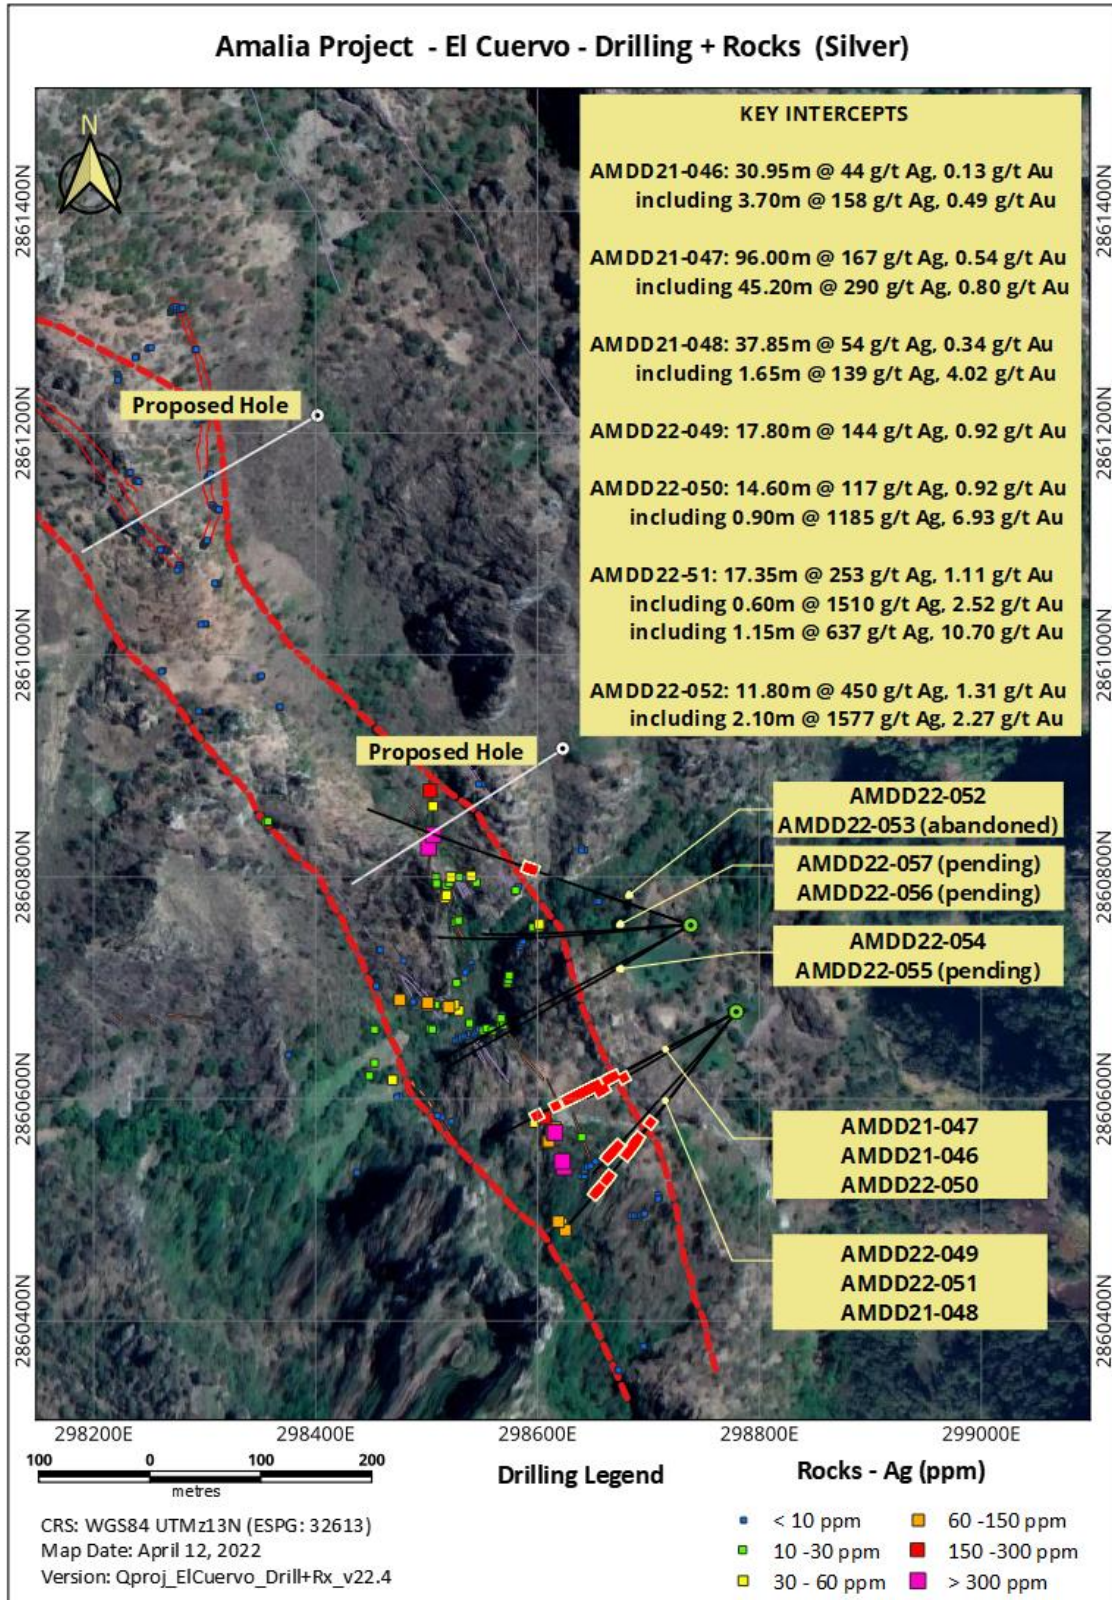 Amalia Project - El Cuervo - Drilling + Rocks (Silver)
N
KEY INTERCEPTS
AMDD21-046: 30.95m @ 44 g/t Ag, 0.13 g/t Au
including 3.70m @ 158 g/t Ag, 0.49 g/t Au
AMDD21-047: 96.00m @ 167 g/t Ag, 0.54 g/t Au
including 45.20m @ 290 g/t Ag, 0.80 g/t Au
AMDD21-048: 37.85m @ 54 g/t Ag, 0.34 g/t Au
including 1.65m @ 139 g/t Ag, 4.02 g/t Au
AMDD22-049: 17.80m @ 144 g/t Ag, 0.92 g/t Au
AMDD22-050: 14.60m @ 117 g/t Ag, 0.92 g/t Au
including 0.90m @ 1185 g/t Ag, 6.93 g/t Au
AMDD22-51: 17.35m @ 253 g/t Ag, 1.11 g/t Au
including 0.60m @ 1510 g/t Ag, 2.52 g/t Au
including 1.15m @ 637 g/t Ag, 10.70 g/t Au
AMDD22-052: 11.80m @ 450 g/t Ag, 1.31 g/t Au
including 2.10m @ 1577 g/t Ag, 2.27 g/t Au
2861400N
2861200N
2861000N
2860800N
2860600N
2860400N
2861400N
2861200N
2861000N
2860800N
2860600N
2860400N
Proposed Hole
Proposed Hole
AMDD22-052
AMDD22-053 (abandoned)
AMDD22-057 (pending)
AMDD22-056 (pending)
AMDD22-054
AMDD22-055 (pending)
AMDD21-047
AMDD21-046
AMDD22-050
AMDD22-049
AMDD22-051
AMDD21-048
298200E
298400E
298600E
298800E
299000E
100 0 100 200
metres
CRS: WGS84 UTMz13N (ESPG: 32613)
Map Date: April 12, 2022
Version: Qproj_ElCuervo_Drill+Rx_v22.4
Drilling Legend
Rocks - Ag (ppm)
< 10 ppm
10 -30 ppm
30 - 60 ppm
60 -150 ppm
150 -300 ppm
> 300 ppm